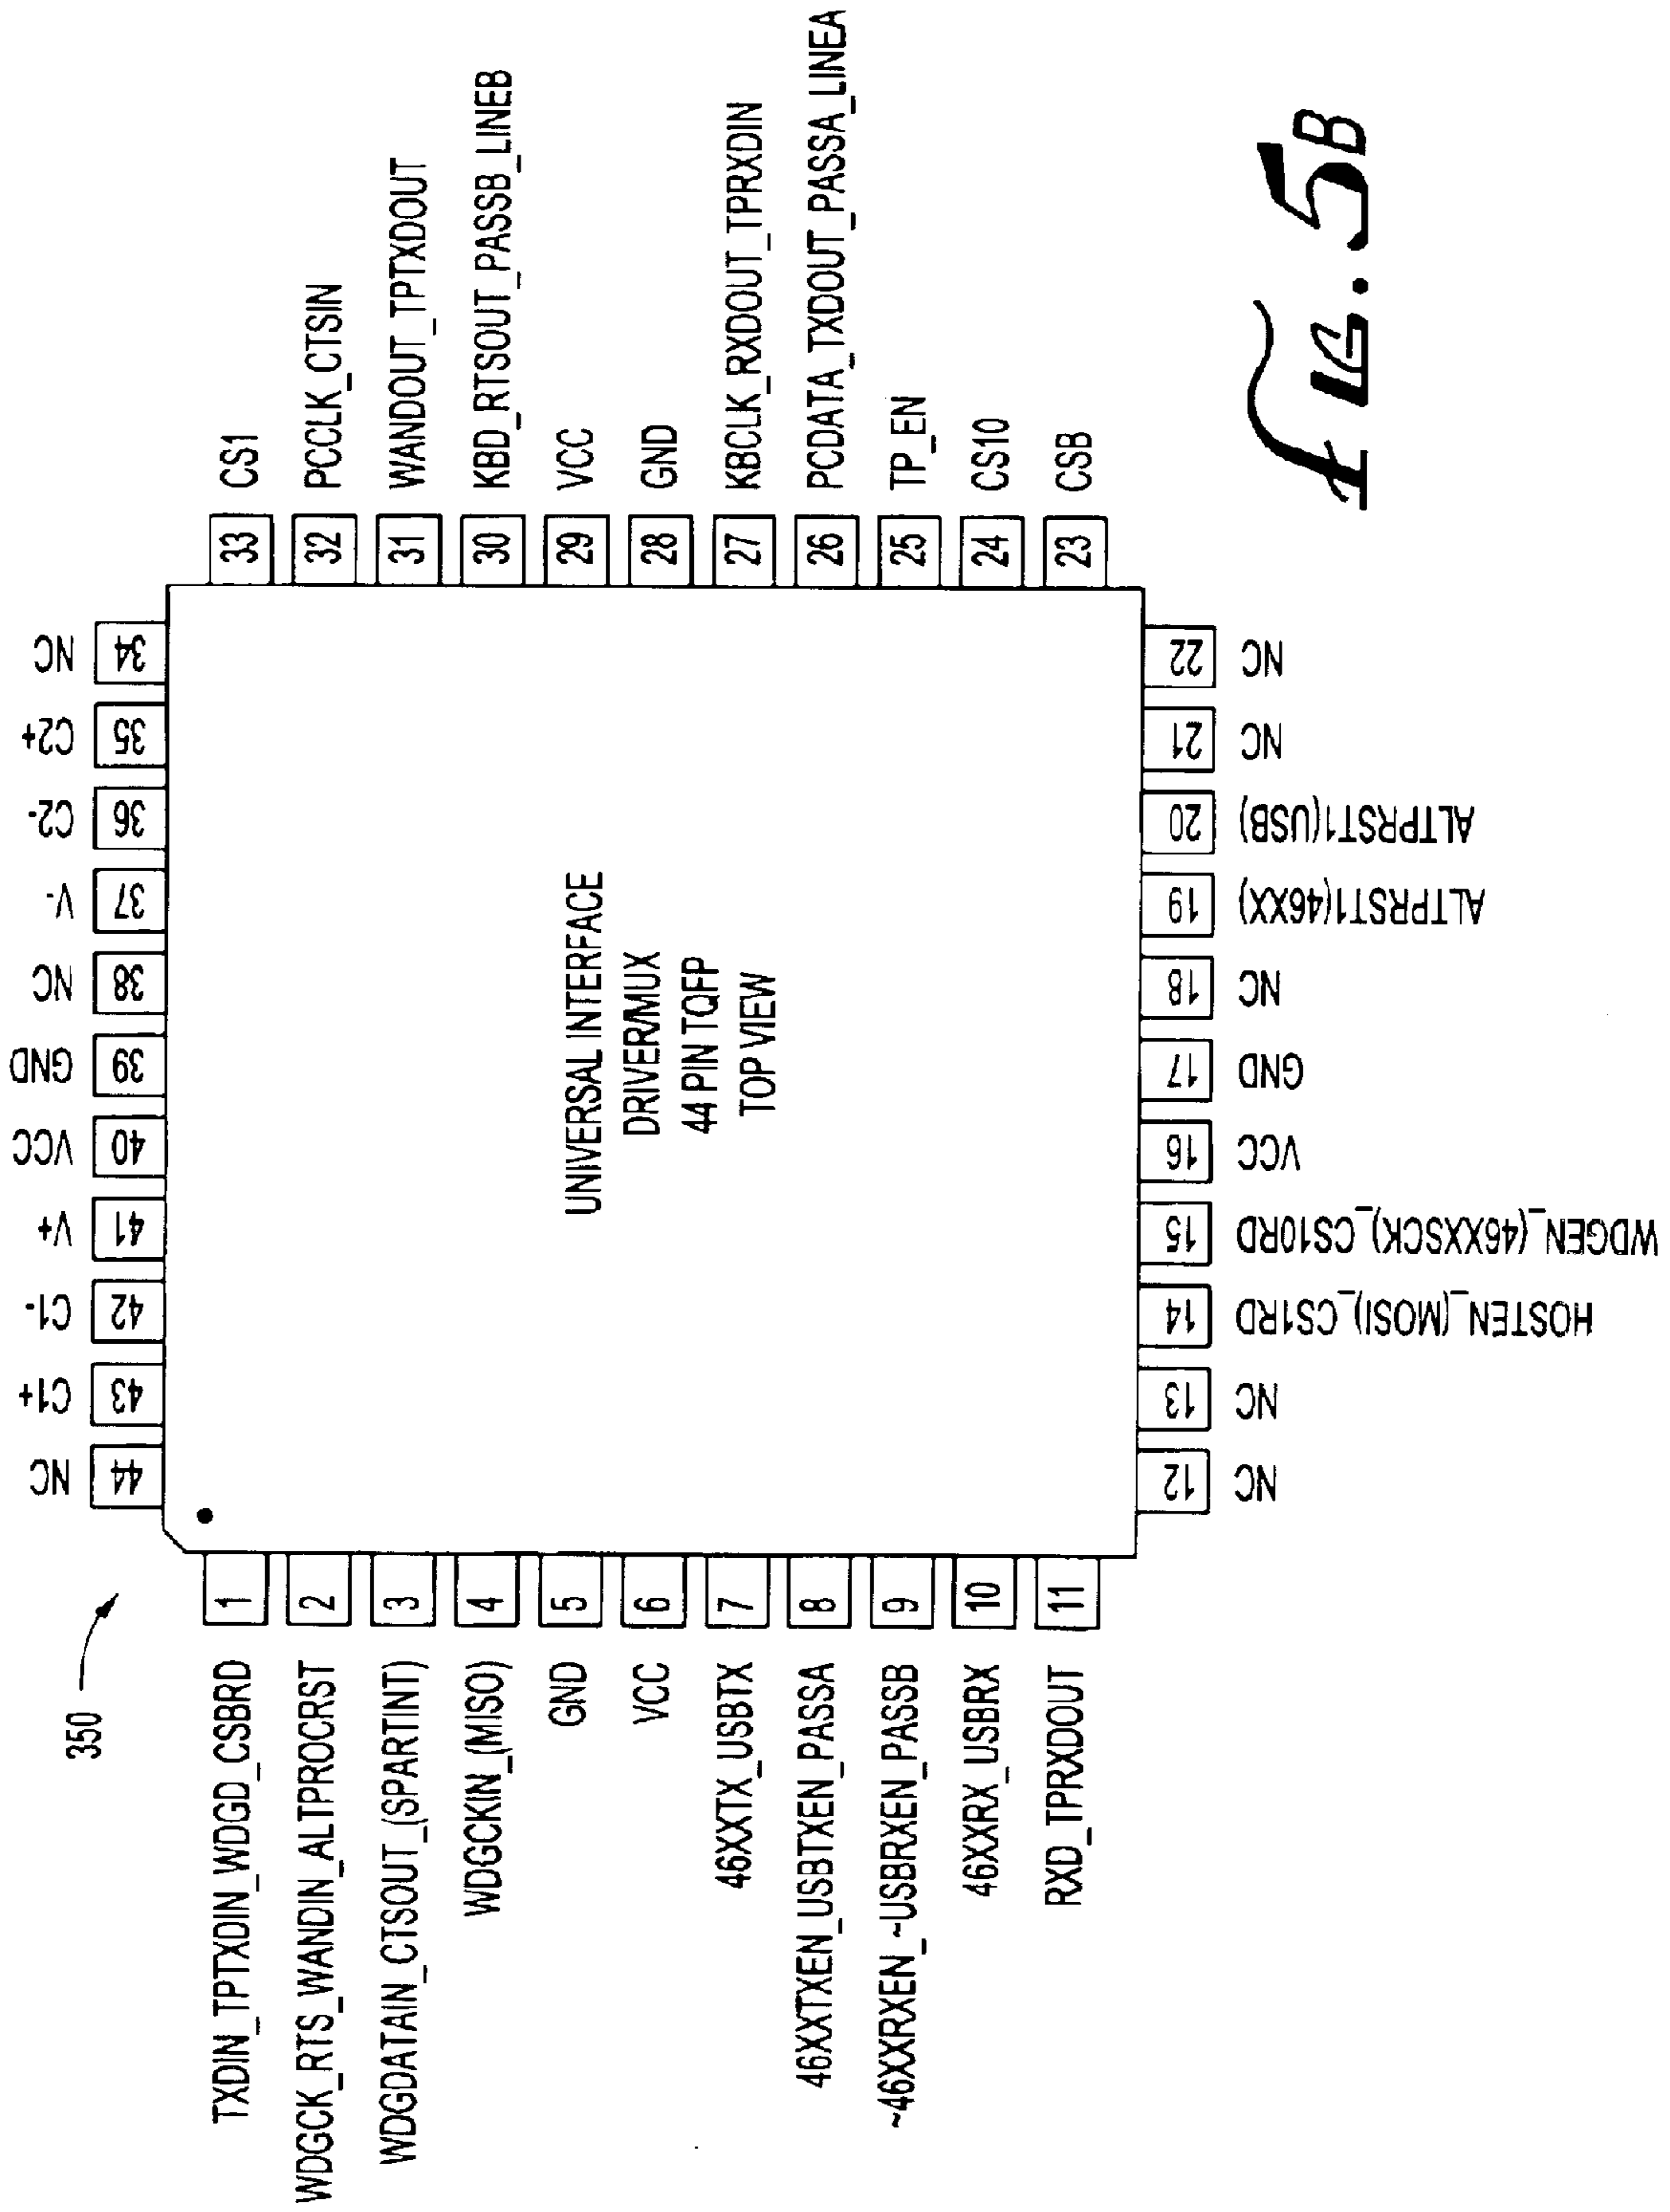 350
TXDIN_TPTXDIN_WDGD_CSBRD 1
WDGCK_RTS_WANDIN_ALTPROCRST 2
WDGDATAIN_CTSOUT_(SPARTINT) 3
WDGCKIN_(MISO) 4
GND 5
VCC 6
46XXTX_USBTX 7
46XXTXEN_USBTXEN_PASSA 8
~46XXRXEN_~USBRXEN_PASSB 9
46XXRX_USBRX 10
RXD_TPRXDOUT 11
12 NC
13 NC
14 HOSTEN_(MOSI)_CS1RD
15 WDGEN_(46XXSCK)_CS10RD
16 VCC
17 GND
18 NC
19 ALTPRST1(46XX)
20 ALTPRST1(USB)
21 NC
22 NC
23 CSB
24 CS10
25 TP_EN
26 PCDATA_TXDOUT_PASSA_LINEA
27 KBCLK_RXDOUT_TPRXDIN
28 GND
29 VCC
30 KBD_RTSOUT_PASSB_LINEB
31 WANDOUT_TPTXDOUT
32 PCCLK_CTSIN
33 CS1
34 NC
35 C2+
36 C2-
37 V-
38 NC
39 GND
40 VCC
41 V+
42 C1-
43 C1+
44 NC
UNIVERSAL INTERFACE
DRIVER/MUX
44 PIN TQFP
TOP VIEW
FIG. 5B